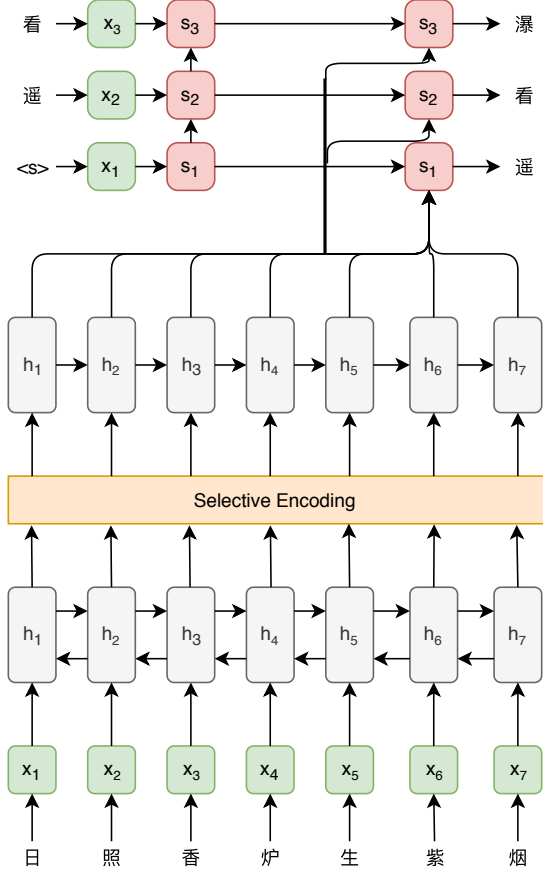 看 x3 s3 s3 瀑
遥 x2 s2 s2 看
<s> x1 s1 s1 遥
h1 h2 h3 h4 h5 h6 h7
Selective Encoding
h1 h2 h3 h4 h5 h6 h7
x1 x2 x3 x4 x5 x6 x7
日 照 香 炉 生 紫 烟